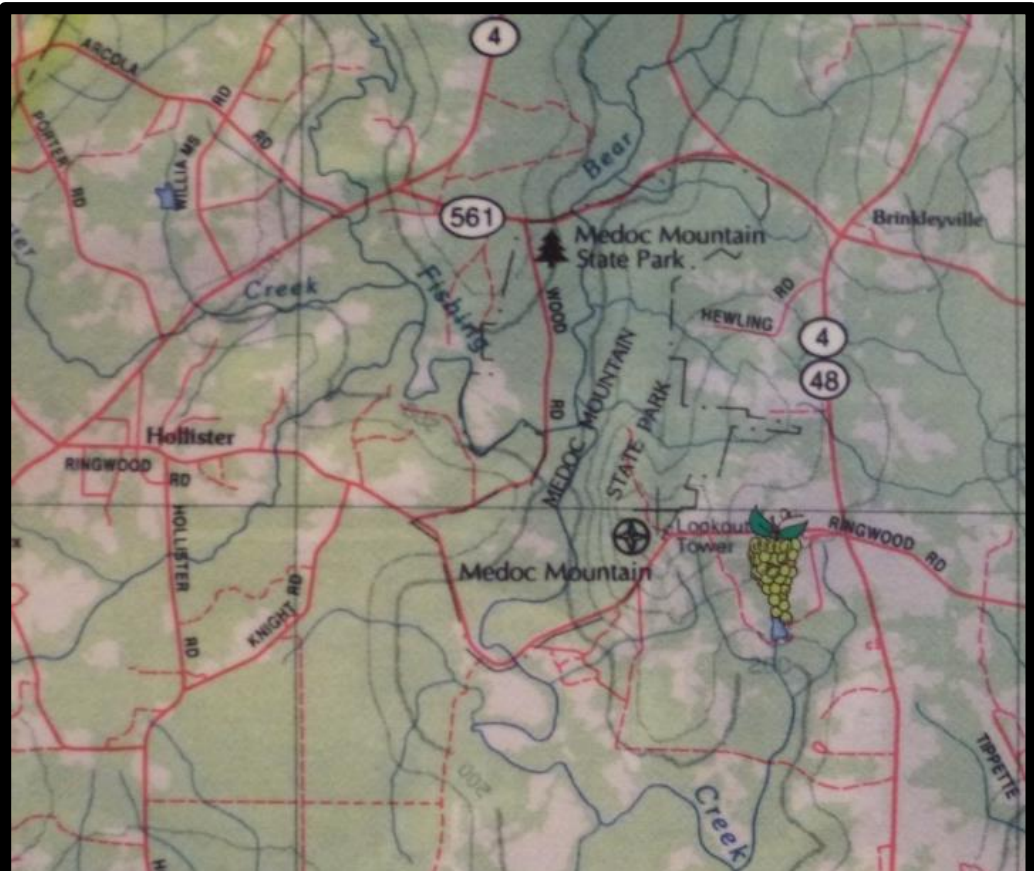 4
ARCOLA
RD
RD
PORTER
RD
WILLIAMS
Bear
561
Medoc Mountain
State Park
Brinkleyville
Creek
Fishing
WOOD
RD
HEWLING
RD
4
48
MEDOC MOUNTAIN
STATE PARK
Hollister
RINGWOOD
RD
HOLLISTER
RD
KNIGHT RD
Lookout
Tower
RINGWOOD RD
Medoc Mountain
200
200
TIPPETTE
Creek
H